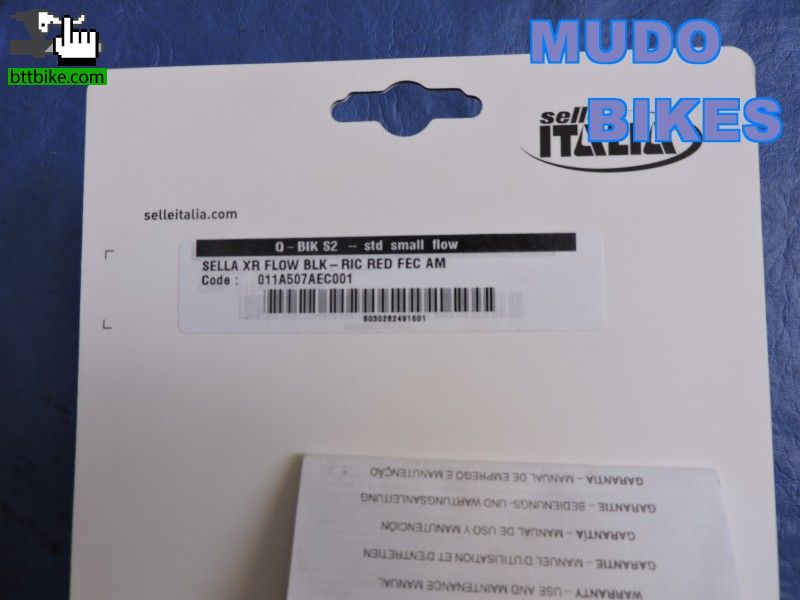 MUDO
BIKES
bttbike.com
selle
ITALIA
selleitalia.com
Q-BIK S2 - std small flow
SELLA XR FLOW BLK-RIC RED FEC AM
Code : 011A507AEC001
8030282491601
GARANTIA - MANUAL DE EMPREGO E MANUTENÇÃO
GARANTIE - BEDIENUNGS- UND WARTUNGSANLEITUNG
GARANTÍA - MANUAL DE USO Y MANUTENCIÓN
GARANTIE - MANUEL D'UTILISATION ET D'ENTRETIEN
WARRANTY - USE AND MAINTENANCE MANUAL